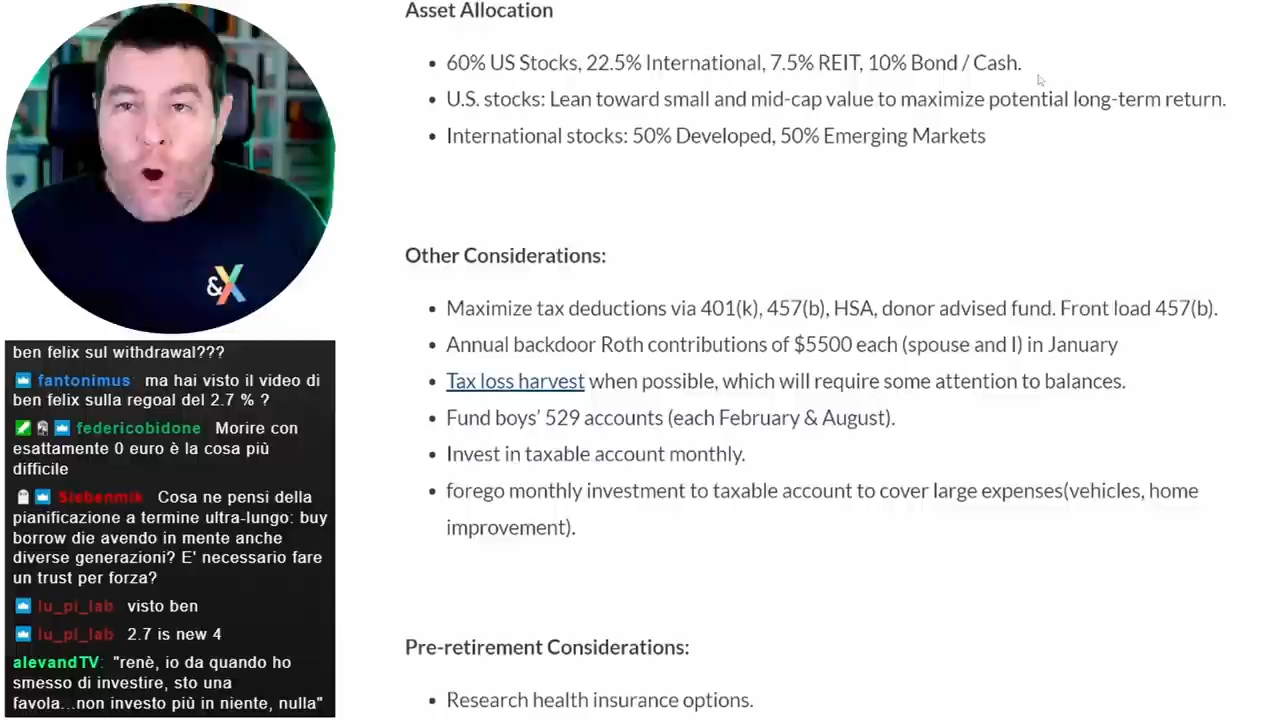 Asset Allocation
60% US Stocks, 22.5% International, 7.5% REIT, 10% Bond / Cash.
U.S. stocks: Lean toward small and mid-cap value to maximize potential long-term return.
International stocks: 50% Developed, 50% Emerging Markets
Other Considerations:
Maximize tax deductions via 401(k), 457(b), HSA, donor advised fund. Front load 457(b).
Annual backdoor Roth contributions of $5500 each (spouse and I) in January
Tax loss harvest when possible, which will require some attention to balances.
Fund boys’ 529 accounts (each February & August).
Invest in taxable account monthly.
forego monthly investment to taxable account to cover large expenses(vehicles, home
improvement).
Pre-retirement Considerations:
Research health insurance options.
&X
ben felix sul withdrawal???
fantonimus ma hai visto il video di
ben felix sulla regoal del 2.7 % ?
federicobidone Morire con
esattamente 0 euro è la cosa più
difficile
Siebenmik Cosa ne pensi della
pianificazione a termine ultra-lungo: buy
borrow die avendo in mente anche
diverse generazioni? E' necessario fare
un trust per forza?
lu_pi_lab visto ben
lu_pi_lab 2.7 is new 4
alevandTV: "renè, io da quando ho
smesso di investire, sto una
favola...non investo più in niente, nulla"